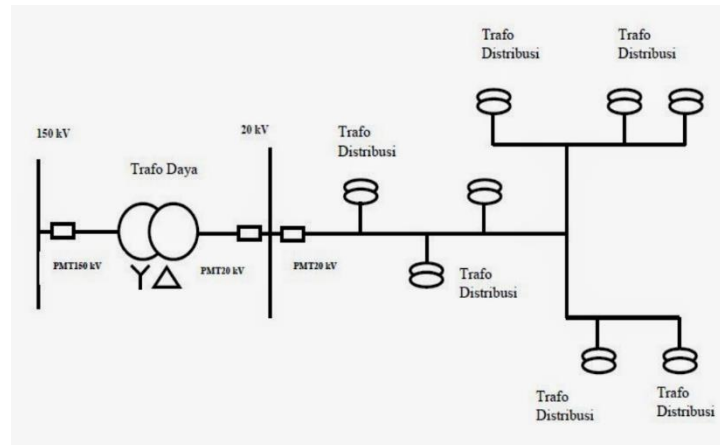 Trafo
Distribusi
Trafo
Distribusi
150 kV
20 kV
Trafo
Distribusi
Trafo Daya
PMT150 kV
PMT20 kV
PMT20 kV
Trafo
Distribusi
Trafo
Distribusi
Trafo
Distribusi